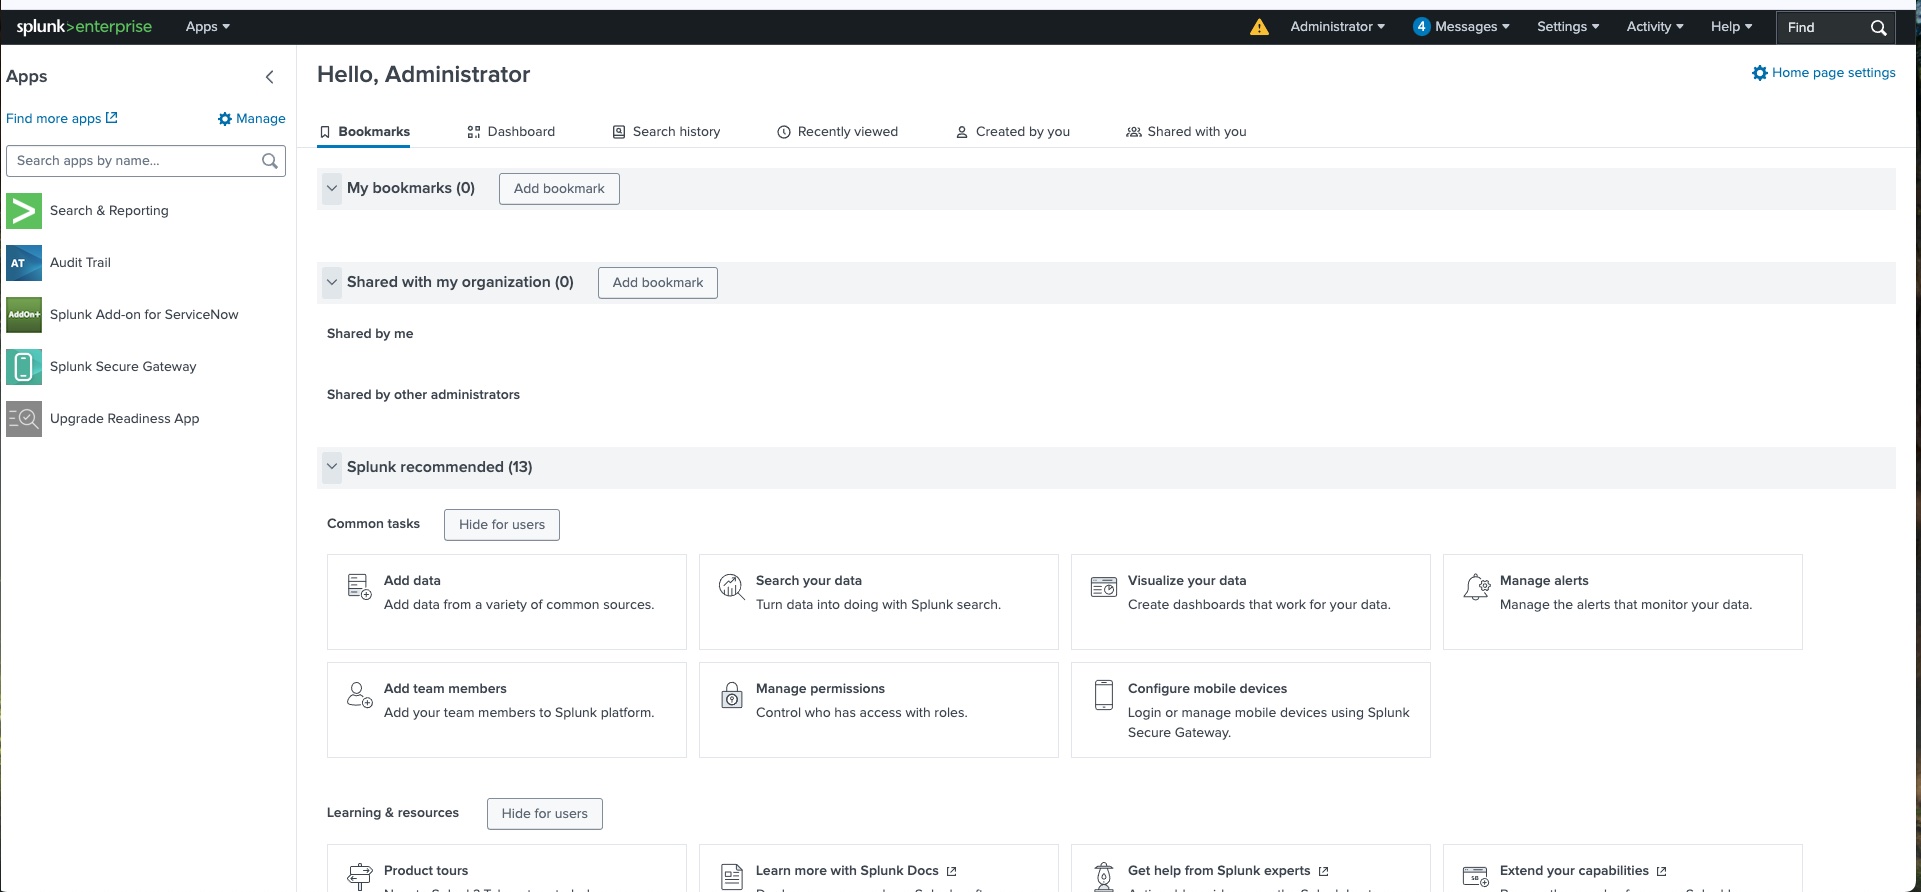 splunk>enterprise
Apps
Administrator
4
Messages
Settings
Activity
Help
Find
Apps
Find more apps
Manage
Search apps by name...
Search & Reporting
AT
Audit Trail
AddOn+
Splunk Add-on for ServiceNow
Splunk Secure Gateway
Upgrade Readiness App
Hello, Administrator
Home page settings
Bookmarks
Dashboard
Search history
Recently viewed
Created by you
Shared with you
My bookmarks (0)
Add bookmark
Shared with my organization (0)
Add bookmark
Shared by me
Shared by other administrators
Splunk recommended (13)
Common tasks
Hide for users
Add data
Add data from a variety of common sources.
Search your data
Turn data into doing with Splunk search.
Visualize your data
Create dashboards that work for your data.
Manage alerts
Manage the alerts that monitor your data.
Add team members
Add your team members to Splunk platform.
Manage permissions
Control who has access with roles.
Configure mobile devices
Login or manage mobile devices using Splunk
Secure Gateway.
Learning & resources
Hide for users
Product tours
Learn more with Splunk Docs
Get help from Splunk experts
Extend your capabilities